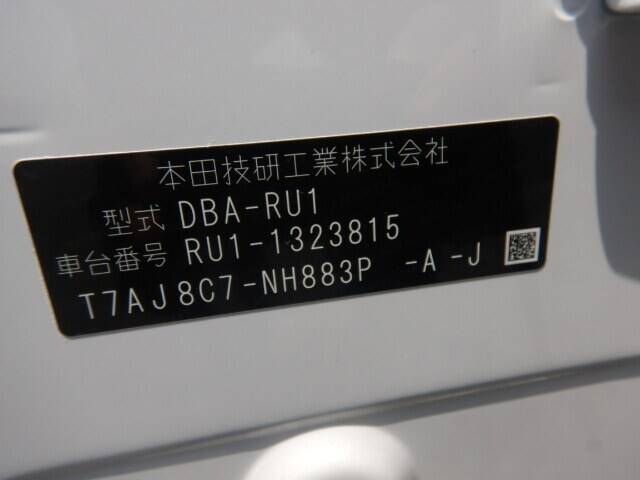 本田技研工業株式会社
型式 DBA-RU1
車台番号 RU1-1323815
T7AJ8C7-NH883P -A -J